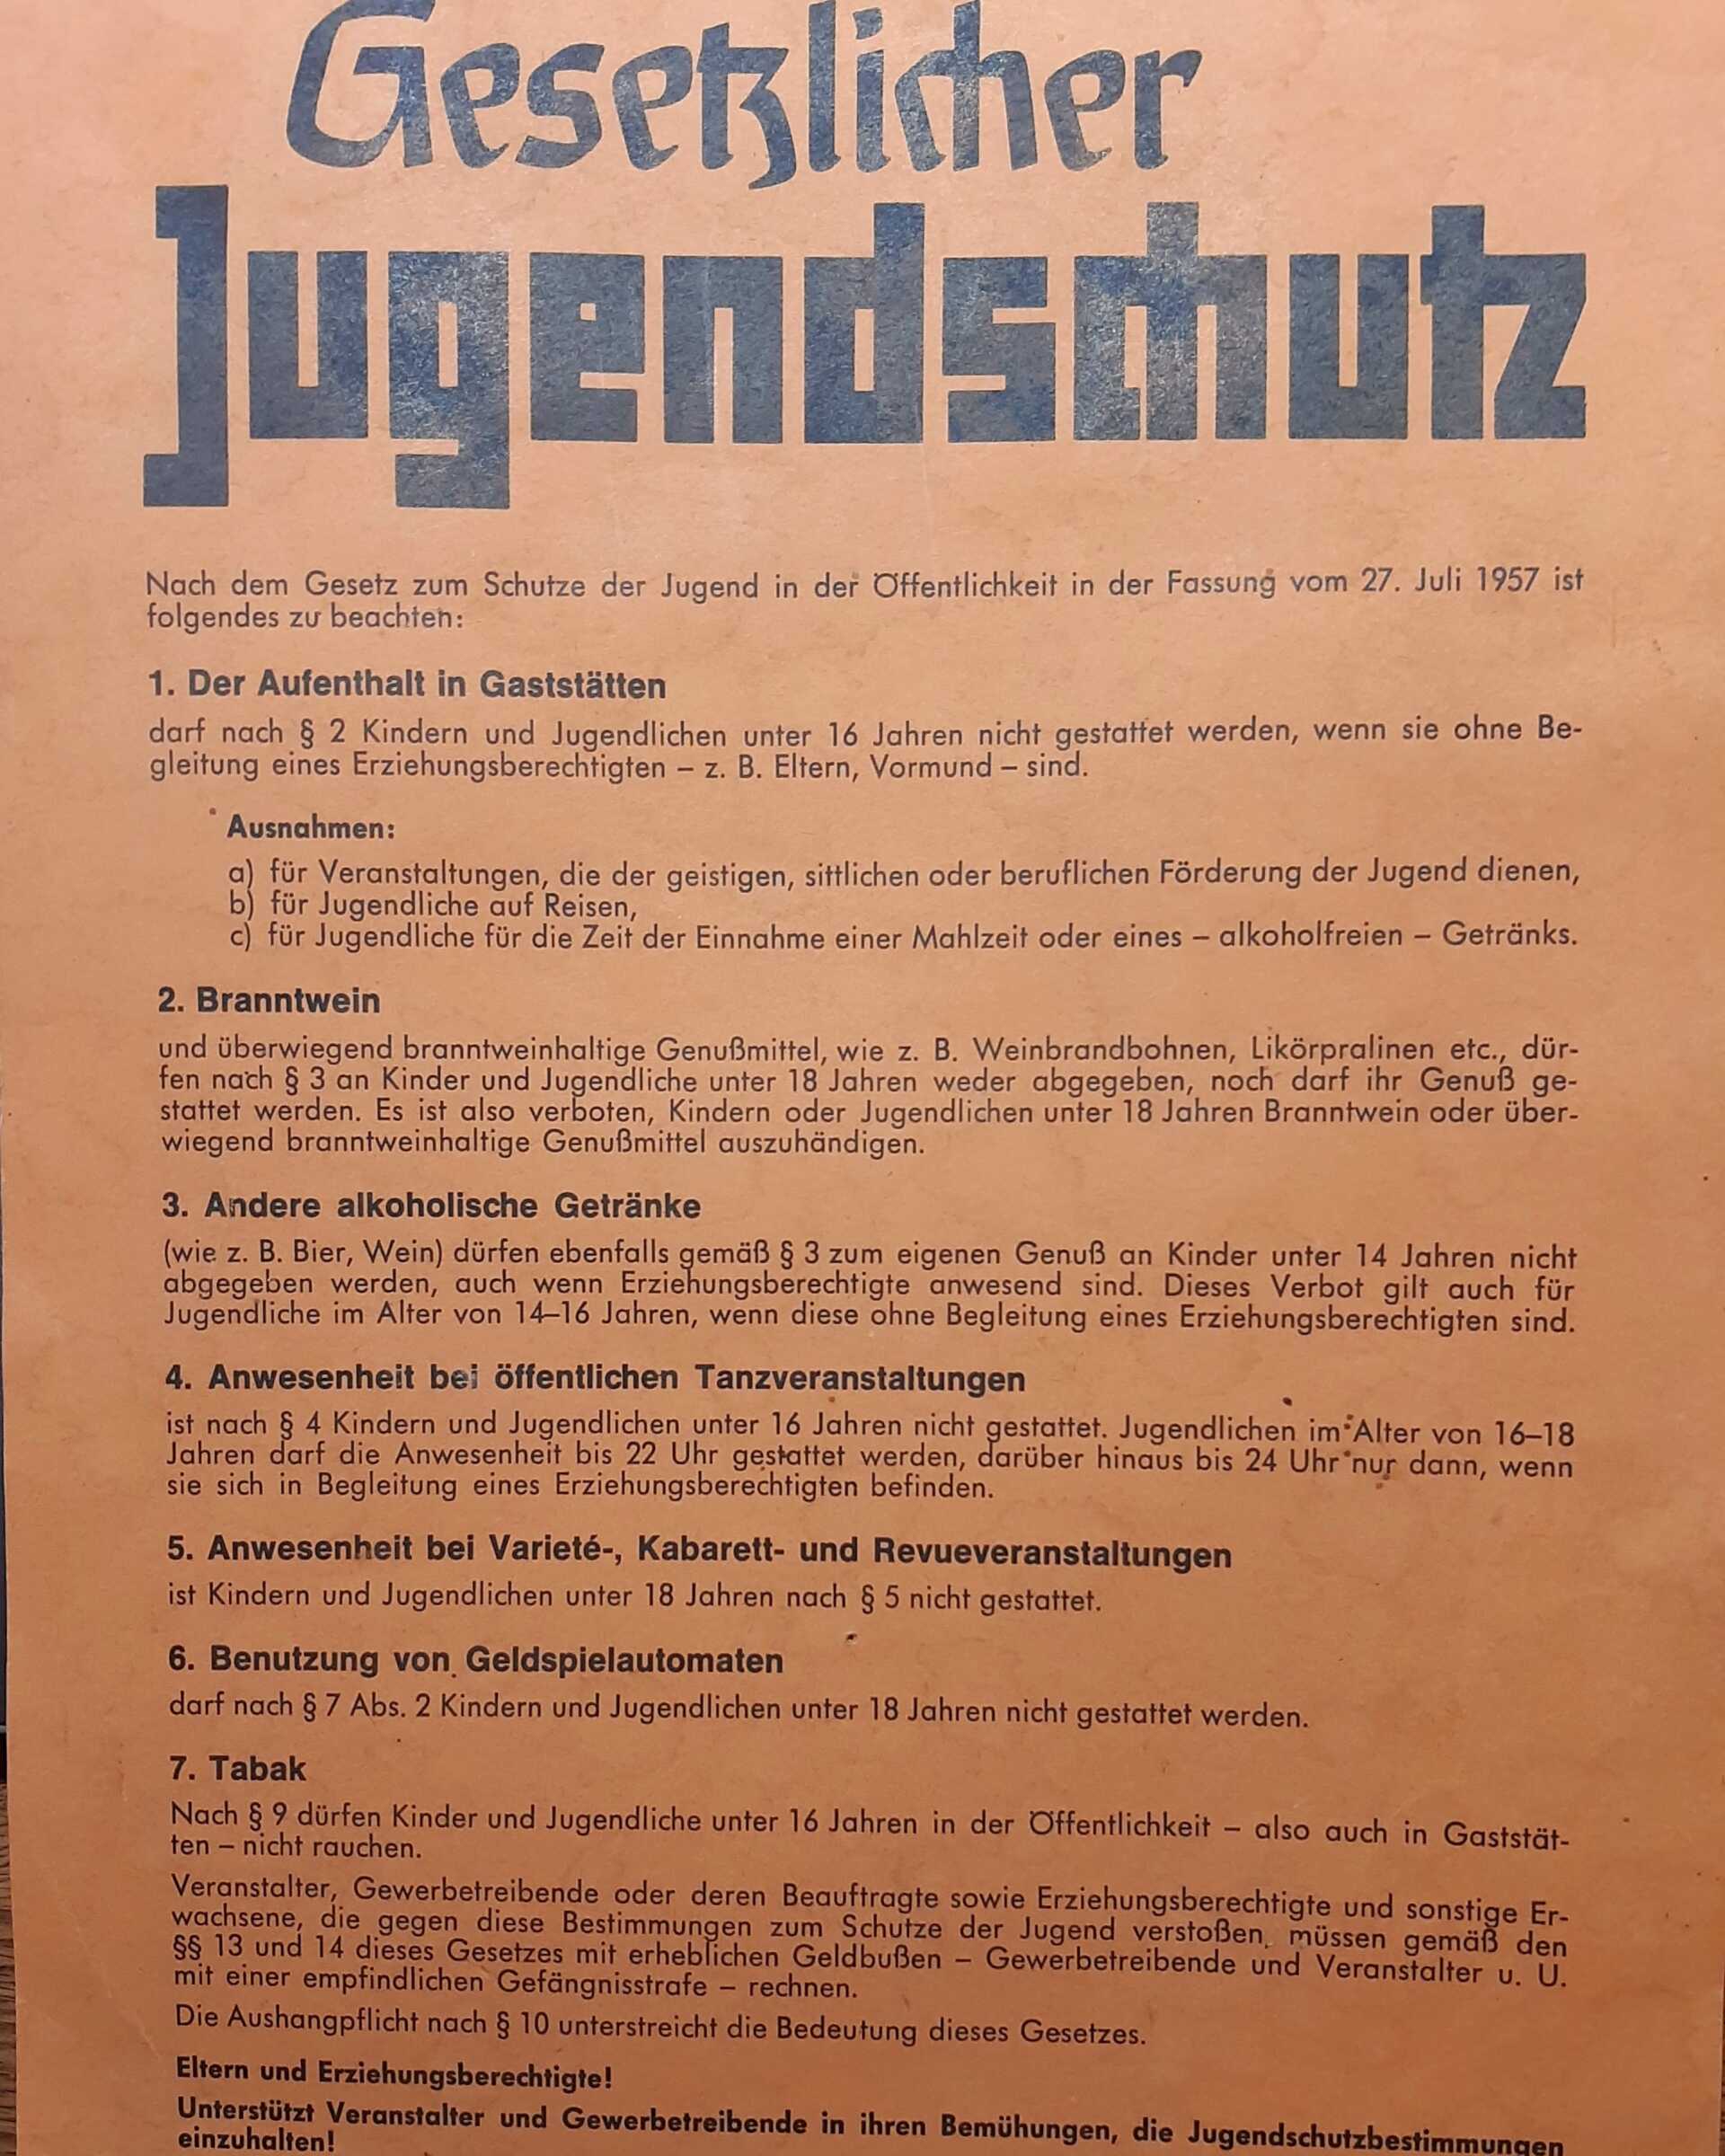 Gesetzlicher
Jugendschutz
Nach dem Gesetz zum Schutze der Jugend in der Öffentlichkeit in der Fassung vom 27. Juli 1957 ist
folgendes zu beachten:
1. Der Aufenthalt in Gaststätten
darf nach § 2 Kindern und Jugendlichen unter 16 Jahren nicht gestattet werden, wenn sie ohne Be-
gleitung eines Erziehungsberechtigten – z. B. Eltern, Vormund – sind.
Ausnahmen:
a) für Veranstaltungen, die der geistigen, sittlichen oder beruflichen Förderung der Jugend dienen,
b) für Jugendliche auf Reisen,
c) für Jugendliche für die Zeit der Einnahme einer Mahlzeit oder eines – alkoholfreien – Getränks.
2. Branntwein
und überwiegend branntweinhaltige Genußmittel, wie z. B. Weinbrandbohnen, Likörpralinen etc., dür-
fen nach § 3 an Kinder und Jugendliche unter 18 Jahren weder abgegeben, noch darf ihr Genuß ge-
stattet werden. Es ist also verboten, Kindern oder Jugendlichen unter 18 Jahren Branntwein oder über-
wiegend branntweinhaltige Genußmittel auszuhändigen.
3. Andere alkoholische Getränke
(wie z. B. Bier, Wein) dürfen ebenfalls gemäß § 3 zum eigenen Genuß an Kinder unter 14 Jahren nicht
abgegeben werden, auch wenn Erziehungsberechtigte anwesend sind. Dieses Verbot gilt auch für
Jugendliche im Alter von 14–16 Jahren, wenn diese ohne Begleitung eines Erziehungsberechtigten sind.
4. Anwesenheit bei öffentlichen Tanzveranstaltungen
ist nach § 4 Kindern und Jugendlichen unter 16 Jahren nicht gestattet. Jugendlichen im Alter von 16–18
Jahren darf die Anwesenheit bis 22 Uhr gestattet werden, darüber hinaus bis 24 Uhr nur dann, wenn
sie sich in Begleitung eines Erziehungsberechtigten befinden.
5. Anwesenheit bei Varieté-, Kabarett- und Revueveranstaltungen
ist Kindern und Jugendlichen unter 18 Jahren nach § 5 nicht gestattet.
6. Benutzung von Geldspielautomaten
darf nach § 7 Abs. 2 Kindern und Jugendlichen unter 18 Jahren nicht gestattet werden.
7. Tabak
Nach § 9 dürfen Kinder und Jugendliche unter 16 Jahren in der Öffentlichkeit – also auch in Gaststät-
ten – nicht rauchen.
Veranstalter, Gewerbetreibende oder deren Beauftragte sowie Erziehungsberechtigte und sonstige Er-
wachsene, die gegen diese Bestimmungen zum Schutze der Jugend verstoßen, müssen gemäß den
§§ 13 und 14 dieses Gesetzes mit erheblichen Geldbußen – Gewerbetreibende und Veranstalter u. U.
mit einer empfindlichen Gefängnisstrafe – rechnen.
Die Aushangpflicht nach § 10 unterstreicht die Bedeutung dieses Gesetzes.
Eltern und Erziehungsberechtigte!
Unterstützt Veranstalter und Gewerbetreibende in ihren Bemühungen, die Jugendschutzbestimmungen
einzuhalten!